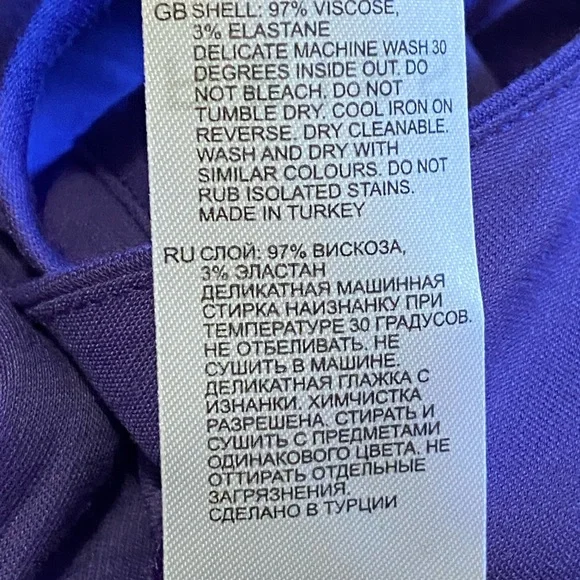 GB SHELL: 97% VISCOSE,
3% ELASTANE
DELICATE MACHINE WASH 30
DEGREES INSIDE OUT. DO
NOT BLEACH. DO NOT
TUMBLE DRY. COOL IRON ON
REVERSE. DRY CLEANABLE.
WASH AND DRY WITH
SIMILAR COLOURS. DO NOT
RUB ISOLATED STAINS.
MADE IN TURKEY
RU СЛОЙ: 97% ВИСКОЗА,
3% ЭЛАСТАН
ДЕЛИКАТНАЯ МАШИННАЯ
СТИРКА НАИЗНАНКУ ПРИ
ТЕМПЕРАТУРЕ 30 ГРАДУСОВ.
НЕ ОТБЕЛИВАТЬ. НЕ
СУШИТЬ В МАШИНЕ.
ДЕЛИКАТНАЯ ГЛАЖКА С
ИЗНАНКИ. ХИМЧИСТКА
РАЗРЕШЕНА. СТИРАТЬ И
СУШИТЬ С ПРЕДМЕТАМИ
ОДИНАКОВОГО ЦВЕТА. НЕ
ОТТИРАТЬ ОТДЕЛЬНЫЕ
ЗАГРЯЗНЕНИЯ.
СДЕЛАНО В ТУРЦИИ